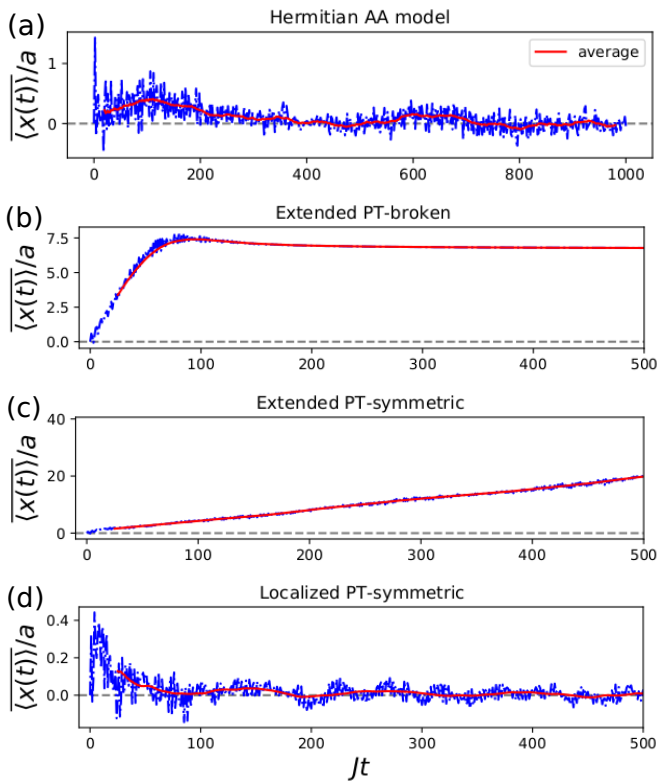 (a)
Hermitian AA model
⟨x(t)⟩/a
1
0
average
0
200
400
600
800
1000
(b)
Extended PT-broken
⟨x(t)⟩/a
7.5
5.0
2.5
0.0
0
100
200
300
400
500
(c)
Extended PT-symmetric
⟨x(t)⟩/a
40
20
0
0
100
200
300
400
500
(d)
Localized PT-symmetric
⟨x(t)⟩/a
0.4
0.2
0.0
0
100
200
300
400
500
Jt